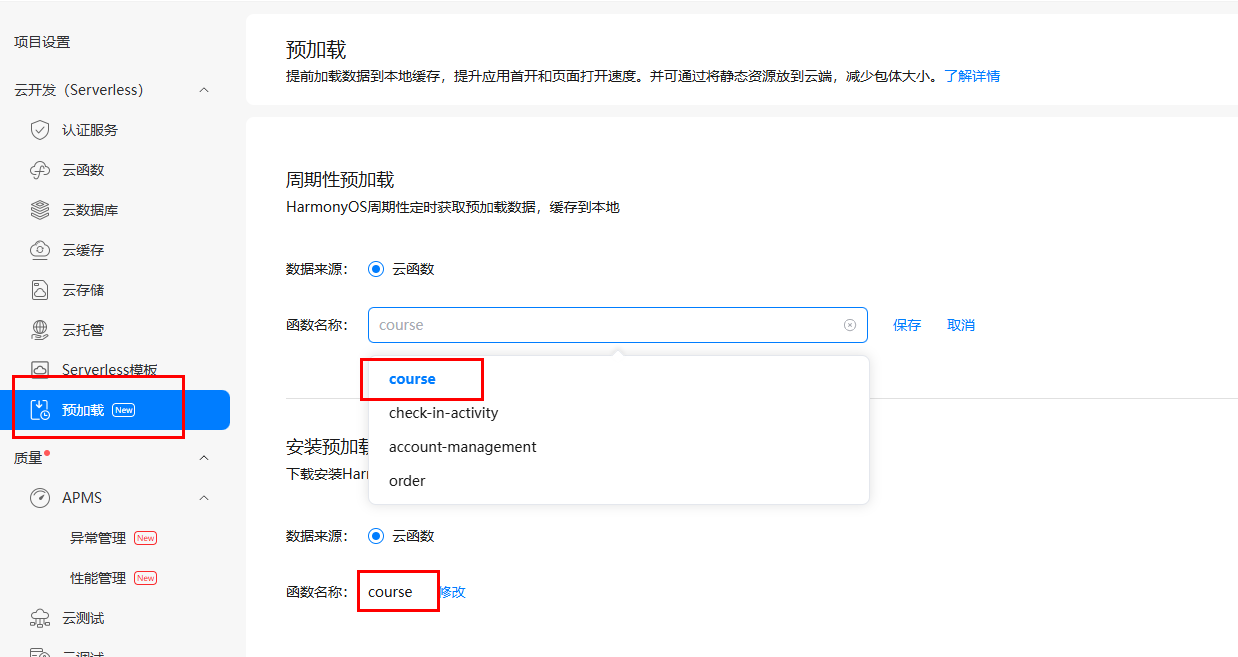 项目设置
云开发（Serverless）
认证服务
云函数
云数据库
云缓存
云存储
云托管
Serverless模板
预加载 New
质量
APMS
异常管理 New
性能管理 New
云测试
云调试
预加载
提前加载数据到本地缓存，提升应用首开和页面打开速度。并可通过将静态资源放到云端，减少包体大小。了解详情
周期性预加载
HarmonyOS周期性定时获取预加载数据，缓存到本地
数据来源： 云函数
函数名称： course 保存 取消
course
check-in-activity
account-management
order
安装预加载
下载安装Har
数据来源： 云函数
函数名称： course 修改